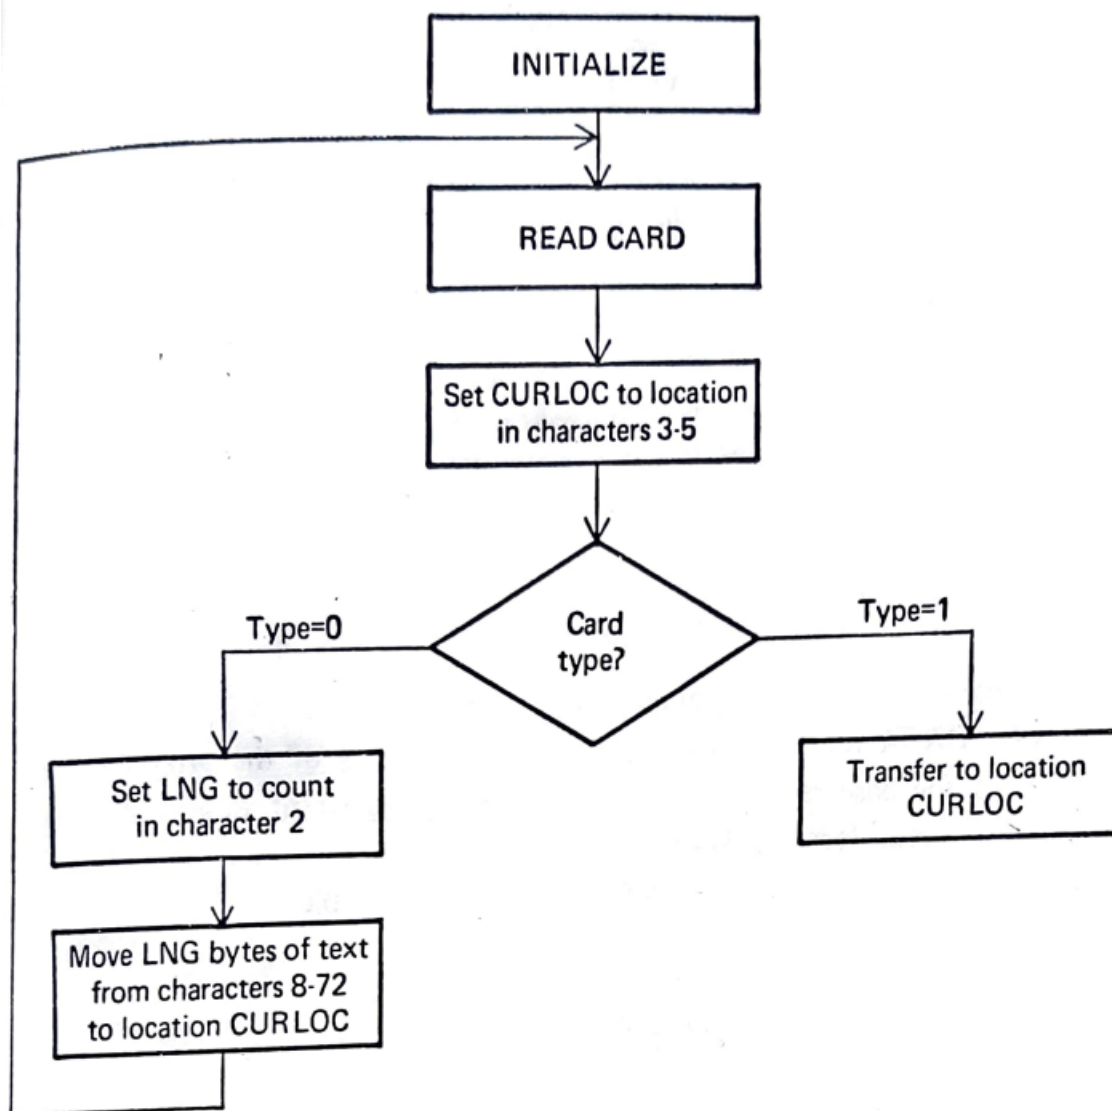 INITIALIZE
READ CARD
Set CURLOC to location
in characters 3-5
Card
type?
Type=0
Type=1
Set LNG to count
in character 2
Transfer to location
CURLOC
Move LNG bytes of text
from characters 8-72
to location CURLOC